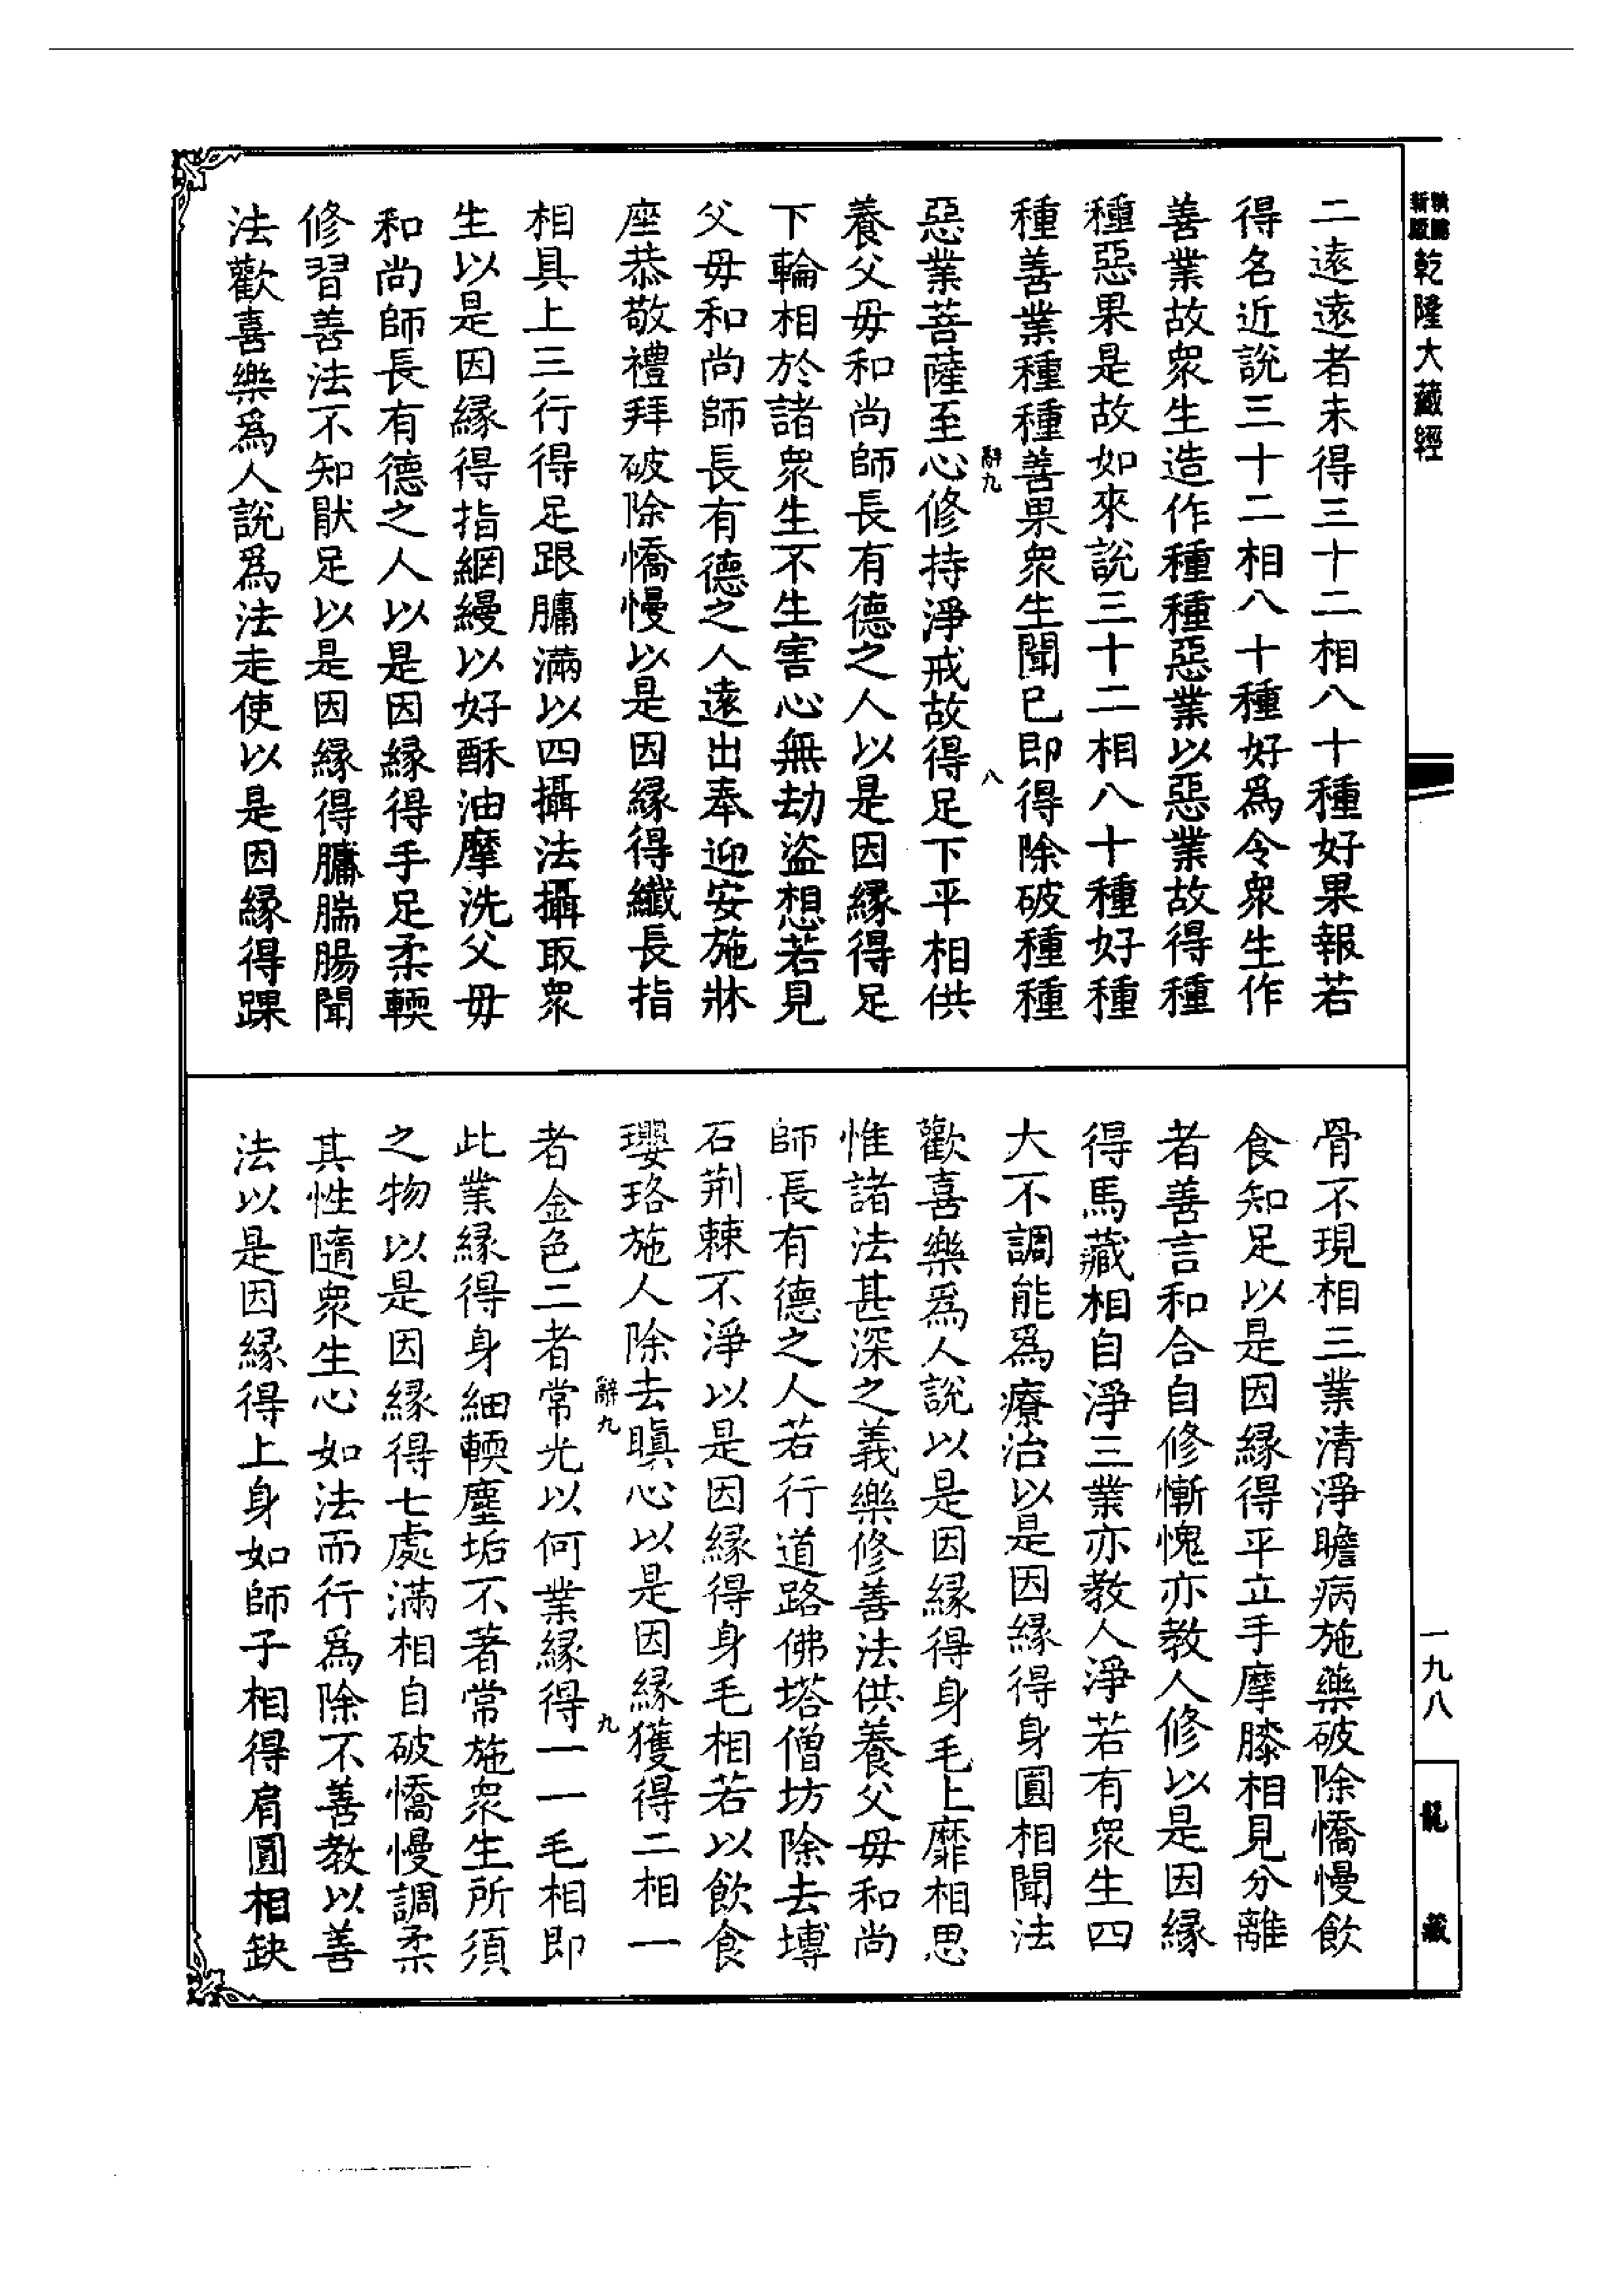 新版
乾隆大藏經
二遠遠者未得三十二相八十種好果報若
得名近說三十二相八十種好爲令衆生作
善業故衆生造作種種惡業以惡業故得種
種惡果是故如來說三十二相八十種好種
種善業種種善果衆生聞已即得除破種種
辭九
八
惡業菩薩至心修持淨戒故得足下平相供
養父母和尚師長有德之人以是因緣得足
下輪相於諸衆生不生害心無劫盜想若見
父母和尚師長有德之人遠出奉迎安施牀
座恭敬禮拜破除憍慢以是因緣得纖長指
相具上三行得足跟𦟛滿以四攝法攝取衆
生以是因緣得指網縵以好酥油摩洗父母
和尚師長有德之人以是因緣得手足柔輭
修習善法不知猒足以是因緣得𦟛腨腸聞
法歡喜樂爲人說爲法走使以是因緣得踝
骨不現相三業清淨瞻病施藥破除憍慢飲
食知足以是因緣得平立手摩膝相見分離
者善言和合自修慚愧亦教人修以是因緣
得馬藏相自淨三業亦教人淨若有衆生四
大不調能爲療治以是因緣得身圓相聞法
歡喜樂爲人說以是因緣得身毛上靡相思
惟諸法甚深之義樂修善法供養父母和尚
師長有德之人若行道路佛塔僧坊除去塼
石荊棘不淨以是因緣得身毛相若以飲食
瓔珞施人除去瞋心以是因緣獲得二相一
辭九
九
者金色二者常光以何業緣得一一毛相即
此業緣得身細輭塵垢不著常施衆生所須
之物以是因緣得七處滿相自破憍慢調柔
其性隨衆生心如法而行爲除不善教以善
法以是因緣得上身如師子相得肩圓相缺
一九八
龍藏